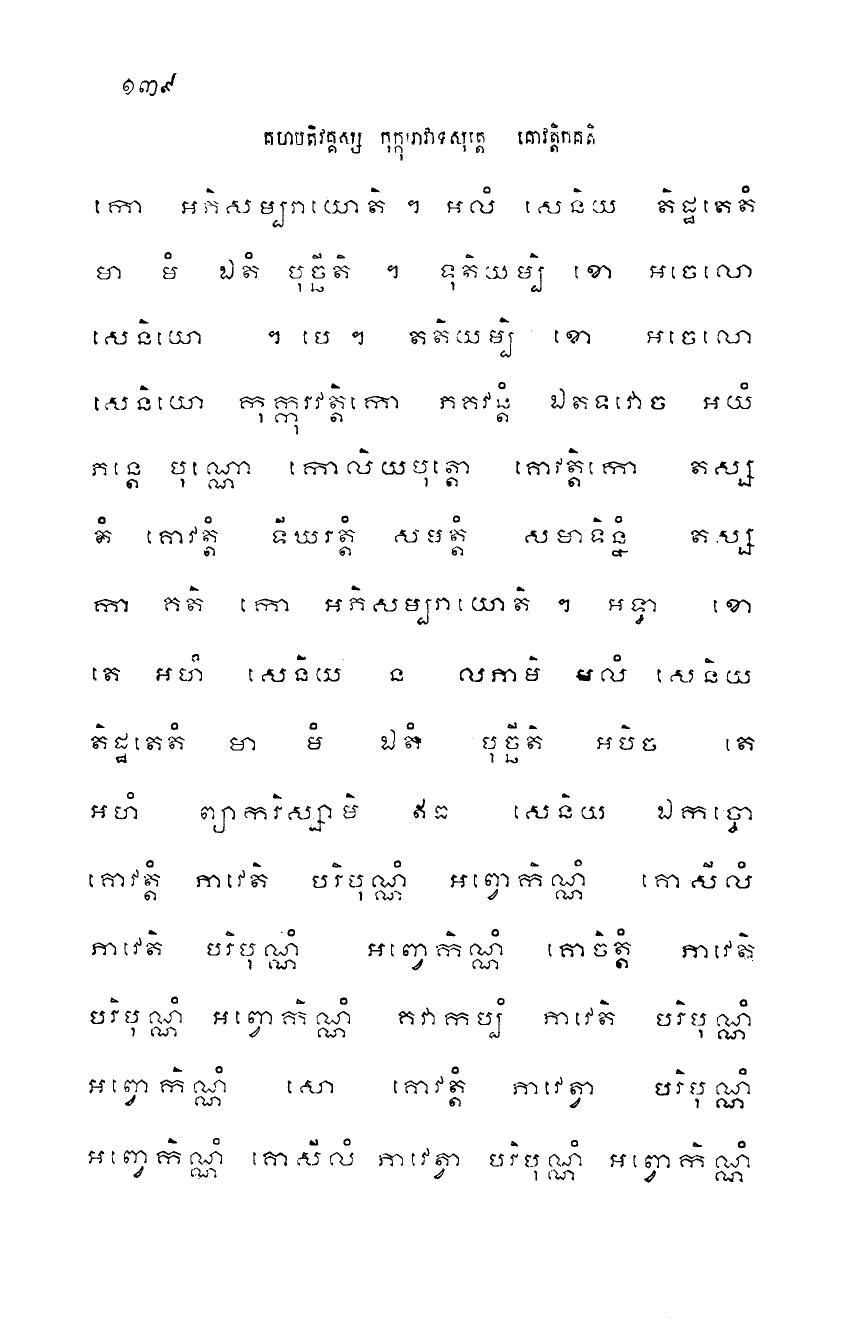 ១៣៩
គហបតិវគ្គស្ស កុក្កុរោវាទសុត្តេ គោវត្តិកគតិ
កោ អភិសម្បរាយោតិ ។ អលំ សេនិយ តិដ្ឋតេតំ
មា មំ ឯតំ បុច្ឆីតិ ។ ទុតិយម្បិ ខោ អចេលោ
សេនិយោ ។ បេ ។ តតិយម្បិ ខោ អចេលោ
សេនិយោ កុក្កុរវត្តិកោ ភគវន្តំ ឯតទវោច អយំ
ភន្តេ បុណ្ណោ កោលិយបុត្តោ គោវត្តិកោ តស្ស
តំ គោវត្តំ ទីឃរត្តំ សមត្តំ សមាទិន្នំ តស្ស
កា គតិ កោ អភិសម្បរាយោតិ ។ អទ្ធា ខោ
តេ អហំ សេនិយ ន លភាមិ អលំ សេនិយ
តិដ្ឋតេតំ មា មំ ឯតំ បុច្ឆីតិ អបិច តេ
អហំ ព្យាករិស្សាមិ ឥធ សេនិយ ឯកច្ចោ
គោវត្តំ ភាវេតិ បរិបុណ្ណំ អព្វោកិណ្ណំ គោសីលំ
ភាវេតិ បរិបុណ្ណំ អព្វោកិណ្ណំ គោចិត្តំ ភាវេតិ
បរិបុណ្ណំ អព្វោកិណ្ណំ គវាកប្បំ ភាវេតិ បរិបុណ្ណំ
អព្វោកិណ្ណំ សោ គោវត្តំ ភាវេត្វា បរិបុណ្ណំ
អព្វោកិណ្ណំ គោសីលំ ភាវេត្វា បរិបុណ្ណំ អព្វោកិណ្ណំ